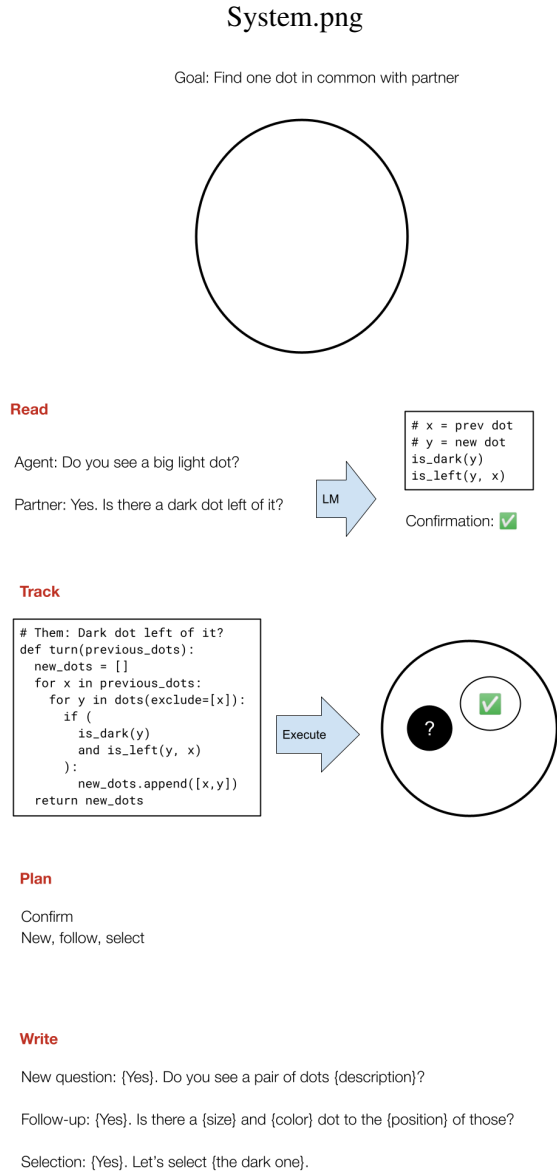 System.png
Goal: Find one dot in common with partner
Read
Agent: Do you see a big light dot?
Partner: Yes. Is there a dark dot left of it?
LM
# x = prev dot
# y = new dot
is_dark(y)
is_left(y, x)
Confirmation: ✅
Track
# Them: Dark dot left of it?
def turn(previous_dots):
  new_dots = []
  for x in previous_dots:
    for y in dots(exclude=[x]):
      if (
        is_dark(y)
        and is_left(y, x)
      ):
        new_dots.append([x,y])
  return new_dots
Execute
?
✅
Plan
Confirm
New, follow, select
Write
New question: {Yes}. Do you see a pair of dots {description}?
Follow-up: {Yes}. Is there a {size} and {color} dot to the {position} of those?
Selection: {Yes}. Let’s select {the dark one}.